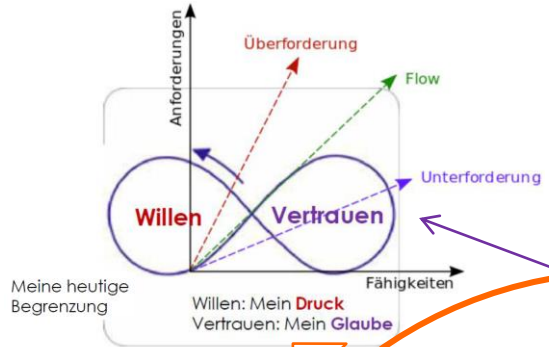 Anforderungen
Überforderung
Flow
Unterforderung
Willen
Vertrauen
Fähigkeiten
Meine heutige
Begrenzung
Willen: Mein Druck
Vertrauen: Mein Glaube